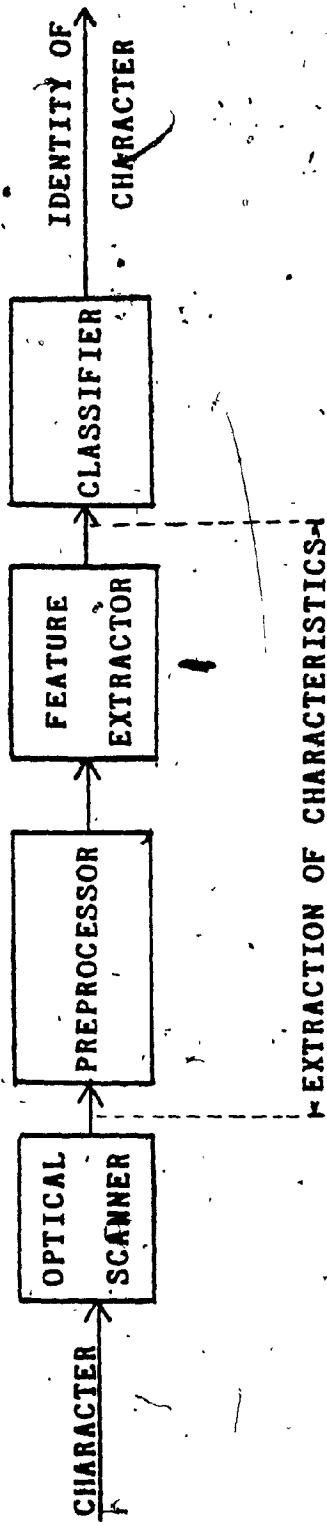 CHARACTER
OPTICAL
SCANNER
PREPROCESSOR
FEATURE
EXTRACTOR
CLASSIFIER
IDENTITY OF
CHARACTER
EXTRACTION OF CHARACTERISTICS